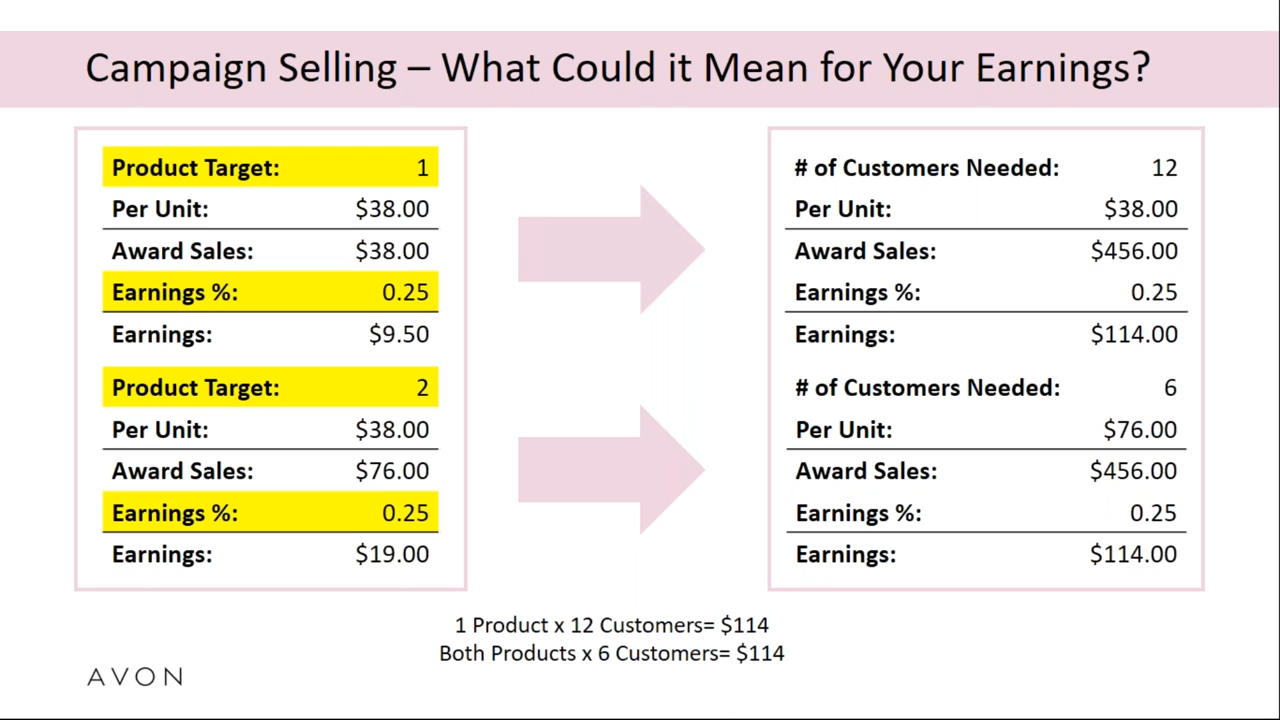 Campaign Selling – What Could it Mean for Your Earnings?
Product Target: 1
Per Unit: $38.00
Award Sales: $38.00
Earnings %: 0.25
Earnings: $9.50
Product Target: 2
Per Unit: $38.00
Award Sales: $76.00
Earnings %: 0.25
Earnings: $19.00
# of Customers Needed: 12
Per Unit: $38.00
Award Sales: $456.00
Earnings %: 0.25
Earnings: $114.00
# of Customers Needed: 6
Per Unit: $76.00
Award Sales: $456.00
Earnings %: 0.25
Earnings: $114.00
1 Product x 12 Customers= $114
Both Products x 6 Customers= $114
AVON